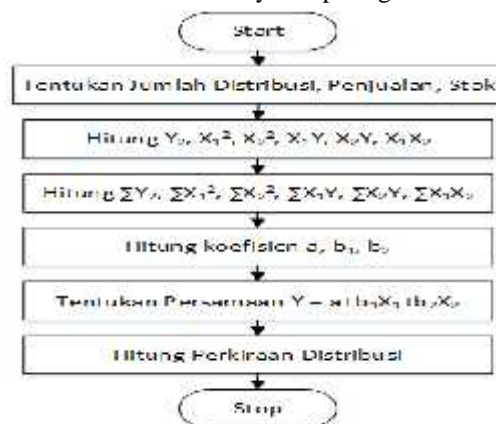 Start
Tentukan Jumlah Distribusi, Penjualan, Stok
Hitung Y₂, X₁², X₂², X₁Y, X₂Y, X₁X₂
Hitung ∑Y₂, ∑X₁², ∑X₂², ∑X₁Y, ∑X₂Y, ∑X₁X₂
Hitung koefisien a, b₁, b₂
Tentukan Persamaan Y = a+b₁X₁+b₂X₂
Hitung Perkiraan Distribusi
Stop